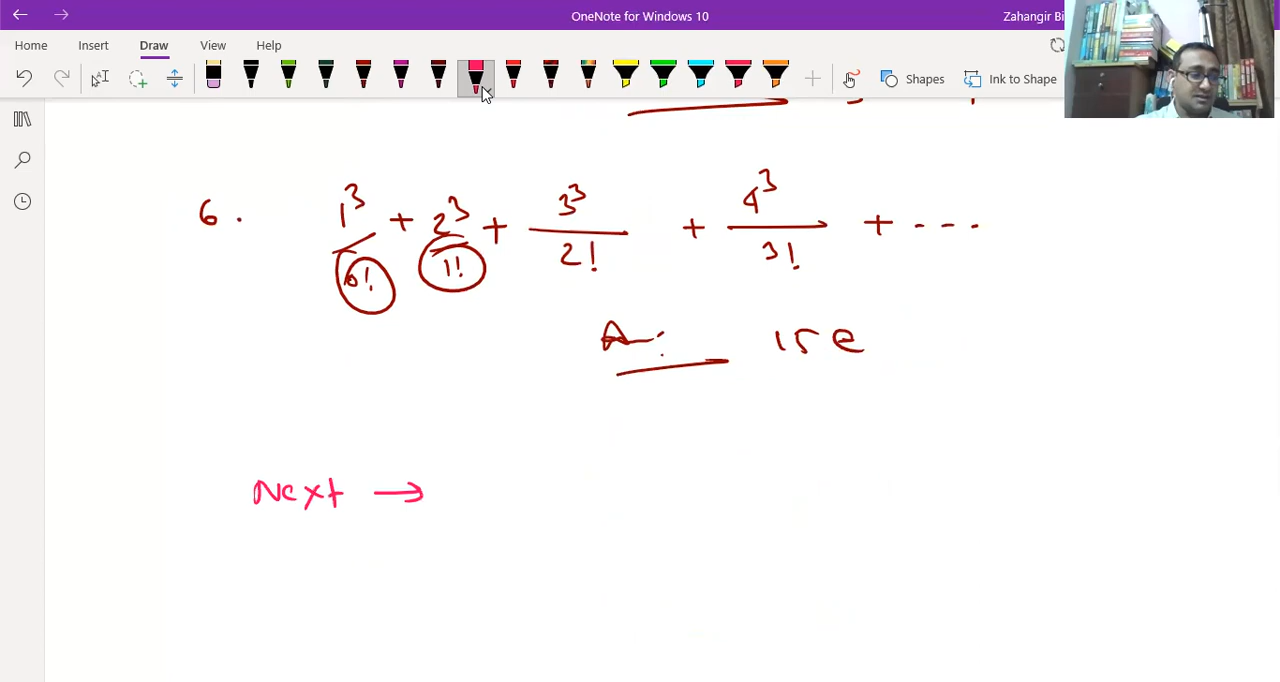 OneNote for Windows 10
Zahangir Bi
Home Insert Draw View Help
Shapes Ink to Shape
6. 1³/0! + 2³/1! + 3³/2! + 4³/3! + ---
An: 15e
Next →